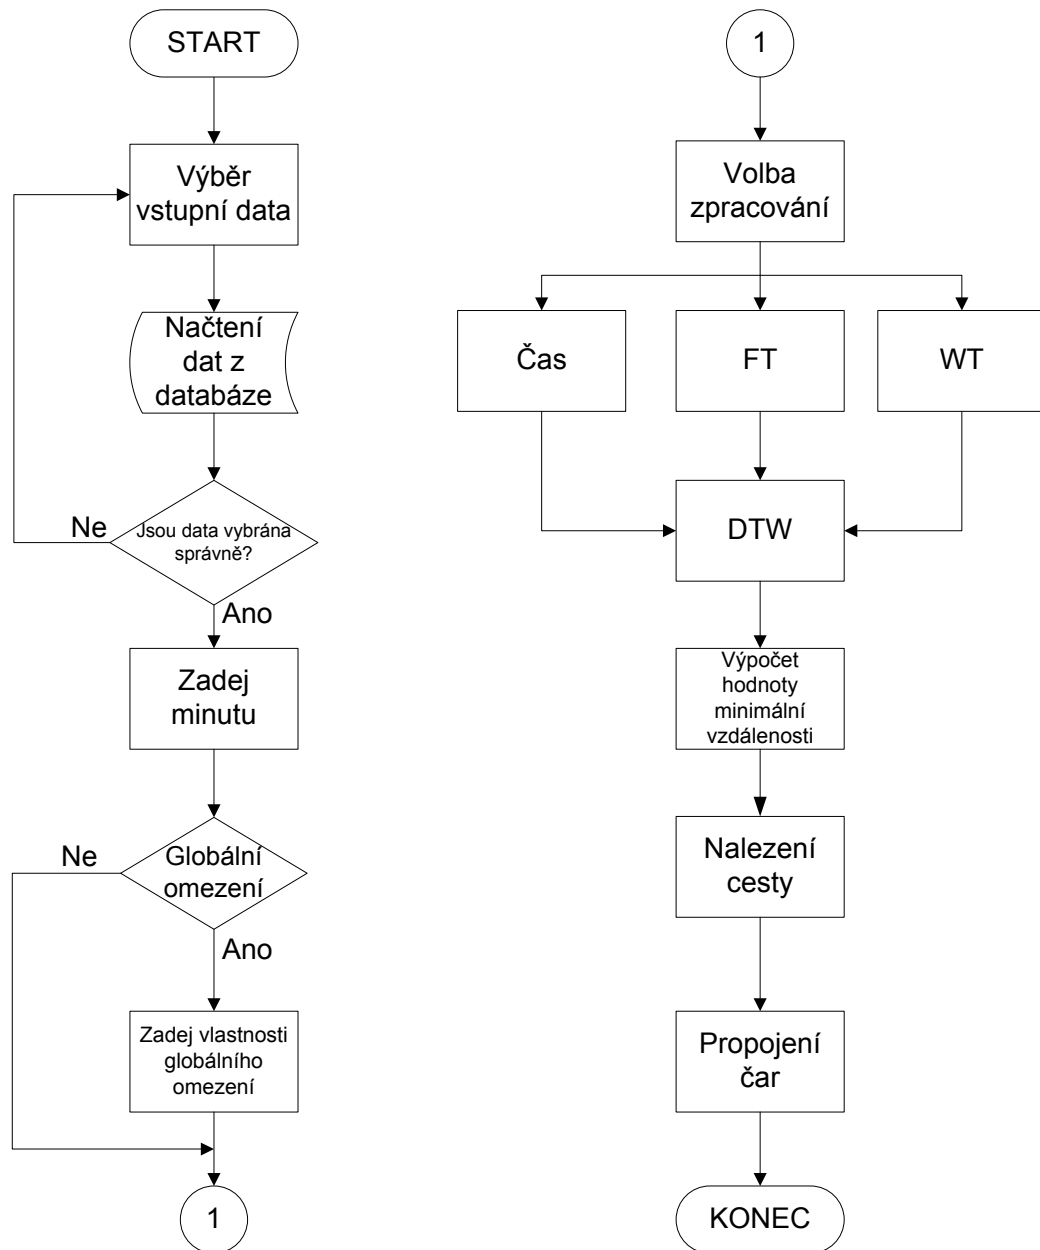 START
Výběr
vstupní data
Načtení
dat z
databáze
Jsou data vybrána
správně?
Ne
Ano
Zadej
minutu
Globální
omezení
Ne
Ano
Zadej vlastnosti
globálního
omezení
1
1
Volba
zpracování
Čas
FT
WT
DTW
Výpočet
hodnoty
minimální
vzdálenosti
Nalezení
cesty
Propojení
čar
KONEC